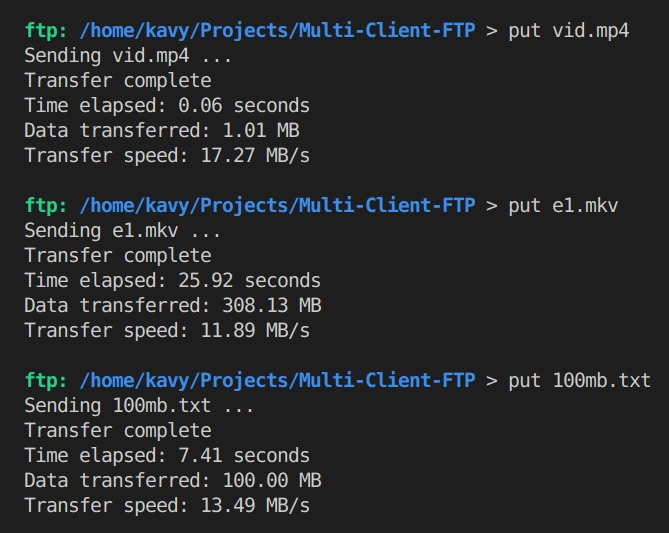 ftp: /home/kavy/Projects/Multi-Client-FTP > put vid.mp4
Sending vid.mp4 ...
Transfer complete
Time elapsed: 0.06 seconds
Data transferred: 1.01 MB
Transfer speed: 17.27 MB/s
ftp: /home/kavy/Projects/Multi-Client-FTP > put e1.mkv
Sending e1.mkv ...
Transfer complete
Time elapsed: 25.92 seconds
Data transferred: 308.13 MB
Transfer speed: 11.89 MB/s
ftp: /home/kavy/Projects/Multi-Client-FTP > put 100mb.txt
Sending 100mb.txt ...
Transfer complete
Time elapsed: 7.41 seconds
Data transferred: 100.00 MB
Transfer speed: 13.49 MB/s